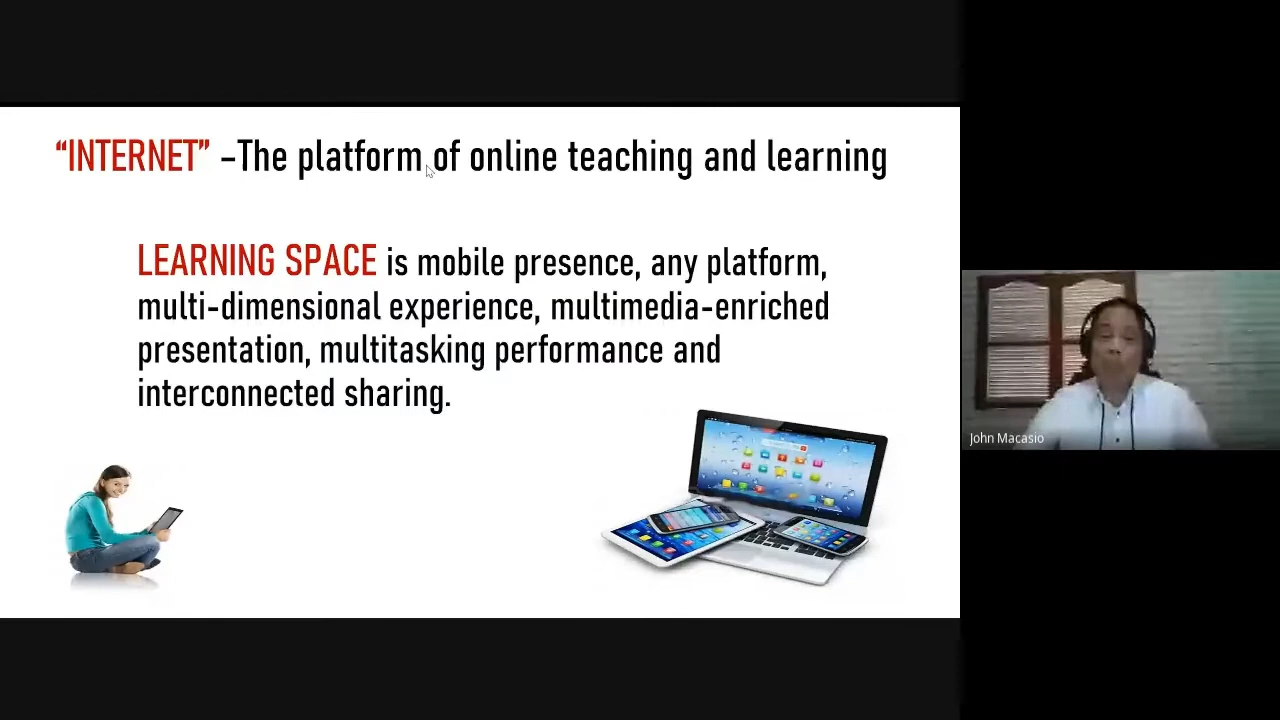 “INTERNET” –The platform of online teaching and learning
LEARNING SPACE is mobile presence, any platform,
multi-dimensional experience, multimedia-enriched
presentation, multitasking performance and
interconnected sharing.
John Macasio